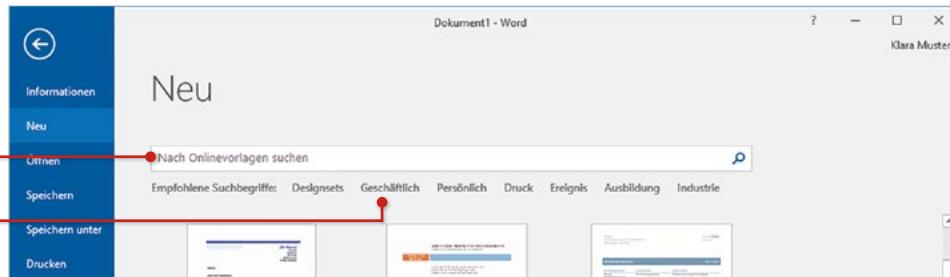 Dokument1 - Word
?
Klara Muster
Informationen
Neu
Öffnen
Speichern
Speichern unter
Drucken
Neu
Nach Onlinevorlagen suchen
Empfohlene Suchbegriffe: Designsets Geschäftlich Persönlich Druck Ereignis Ausbildung Industrie